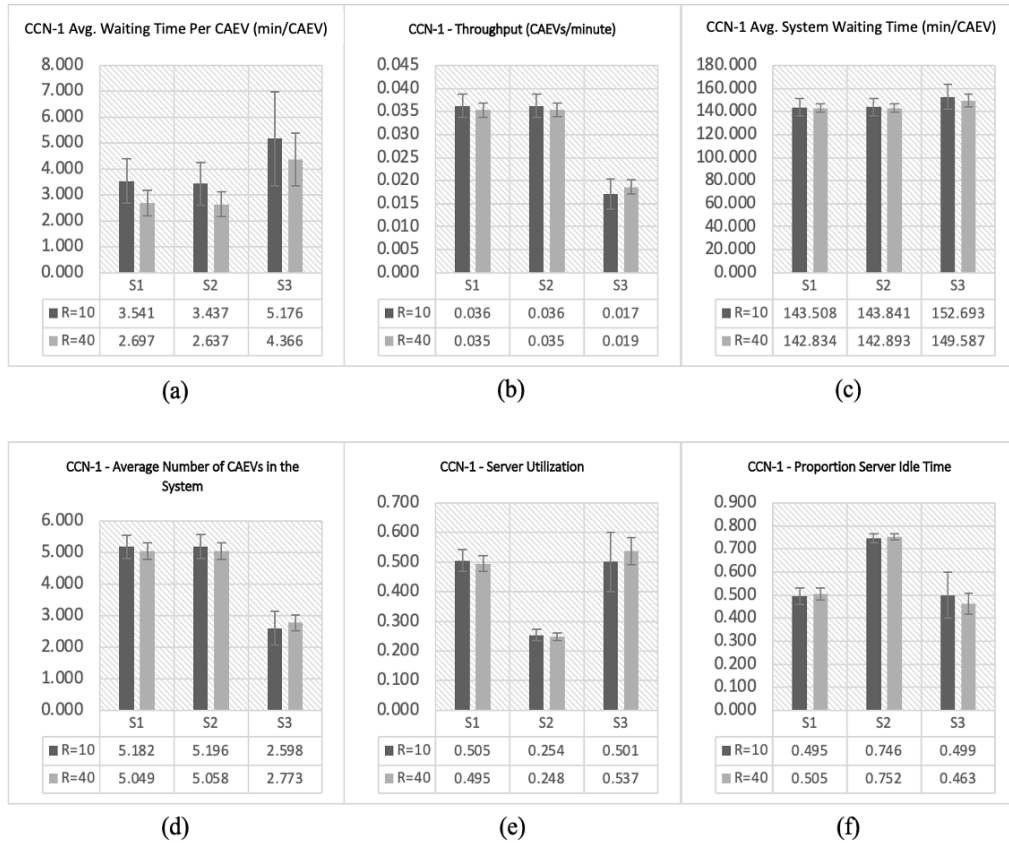 CCN-1 Avg. Waiting Time Per CAEV (min/CAEV)
8.000
7.000
6.000
5.000
4.000
3.000
2.000
1.000
0.000
S1 S2 S3
R=10 3.541 3.437 5.176
R=40 2.697 2.637 4.366
(a)
CCN-1 - Throughput (CAEVs/minute)
0.045
0.040
0.035
0.030
0.025
0.020
0.015
0.010
0.005
0.000
S1 S2 S3
R=10 0.036 0.036 0.017
R=40 0.035 0.035 0.019
(b)
CCN-1 Avg. System Waiting Time (min/CAEV)
180.000
160.000
140.000
120.000
100.000
80.000
60.000
40.000
20.000
0.000
S1 S2 S3
R=10 143.508 143.841 152.693
R=40 142.834 142.893 149.587
(c)
CCN-1 - Average Number of CAEVs in the
System
6.000
5.000
4.000
3.000
2.000
1.000
0.000
S1 S2 S3
R=10 5.182 5.196 2.598
R=40 5.049 5.058 2.773
(d)
CCN-1 - Server Utilization
0.700
0.600
0.500
0.400
0.300
0.200
0.100
0.000
S1 S2 S3
R=10 0.505 0.254 0.501
R=40 0.495 0.248 0.537
(e)
CCN-1 - Proportion Server Idle Time
0.900
0.800
0.700
0.600
0.500
0.400
0.300
0.200
0.100
0.000
S1 S2 S3
R=10 0.495 0.746 0.499
R=40 0.505 0.752 0.463
(f)